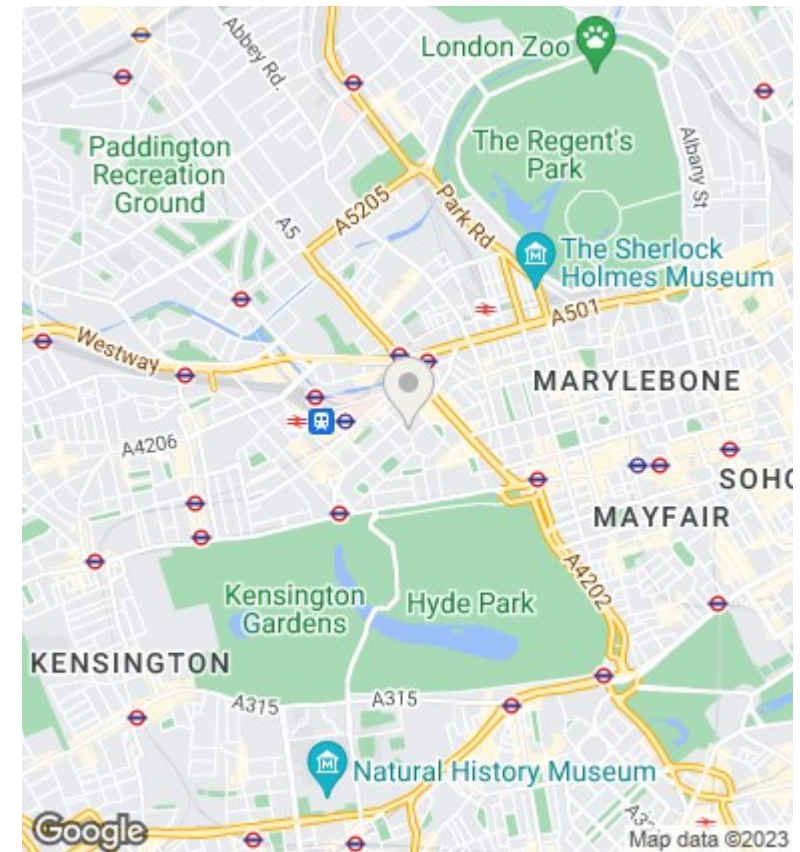 Abbey Rd.
London Zoo
Paddington
Recreation
Ground
The Regent's
Park
Albany St
A5
A5205
Park Rd
The Sherlock
Holmes Museum
A501
Westway
MARYLEBONE
A4206
SOHO
MAYFAIR
A4202
Kensington
Gardens
Hyde Park
KENSINGTON
A315
A315
Natural History Museum
Google
Map data ©2023